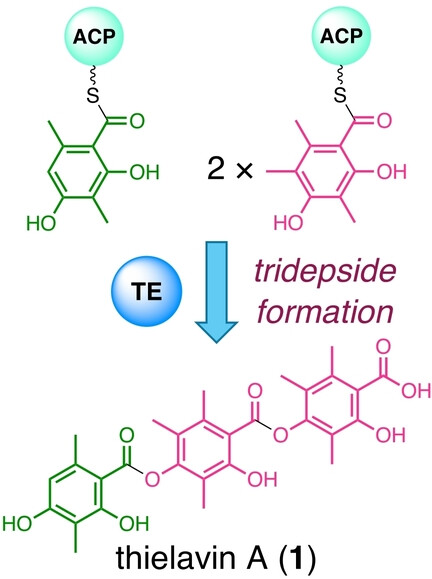 ACP ACP
S S
O O
OH 2 × OH
HO HO
TE tridepside
formation
O
O OH
O O OH
O OH
HO OH
thielavin A (1)